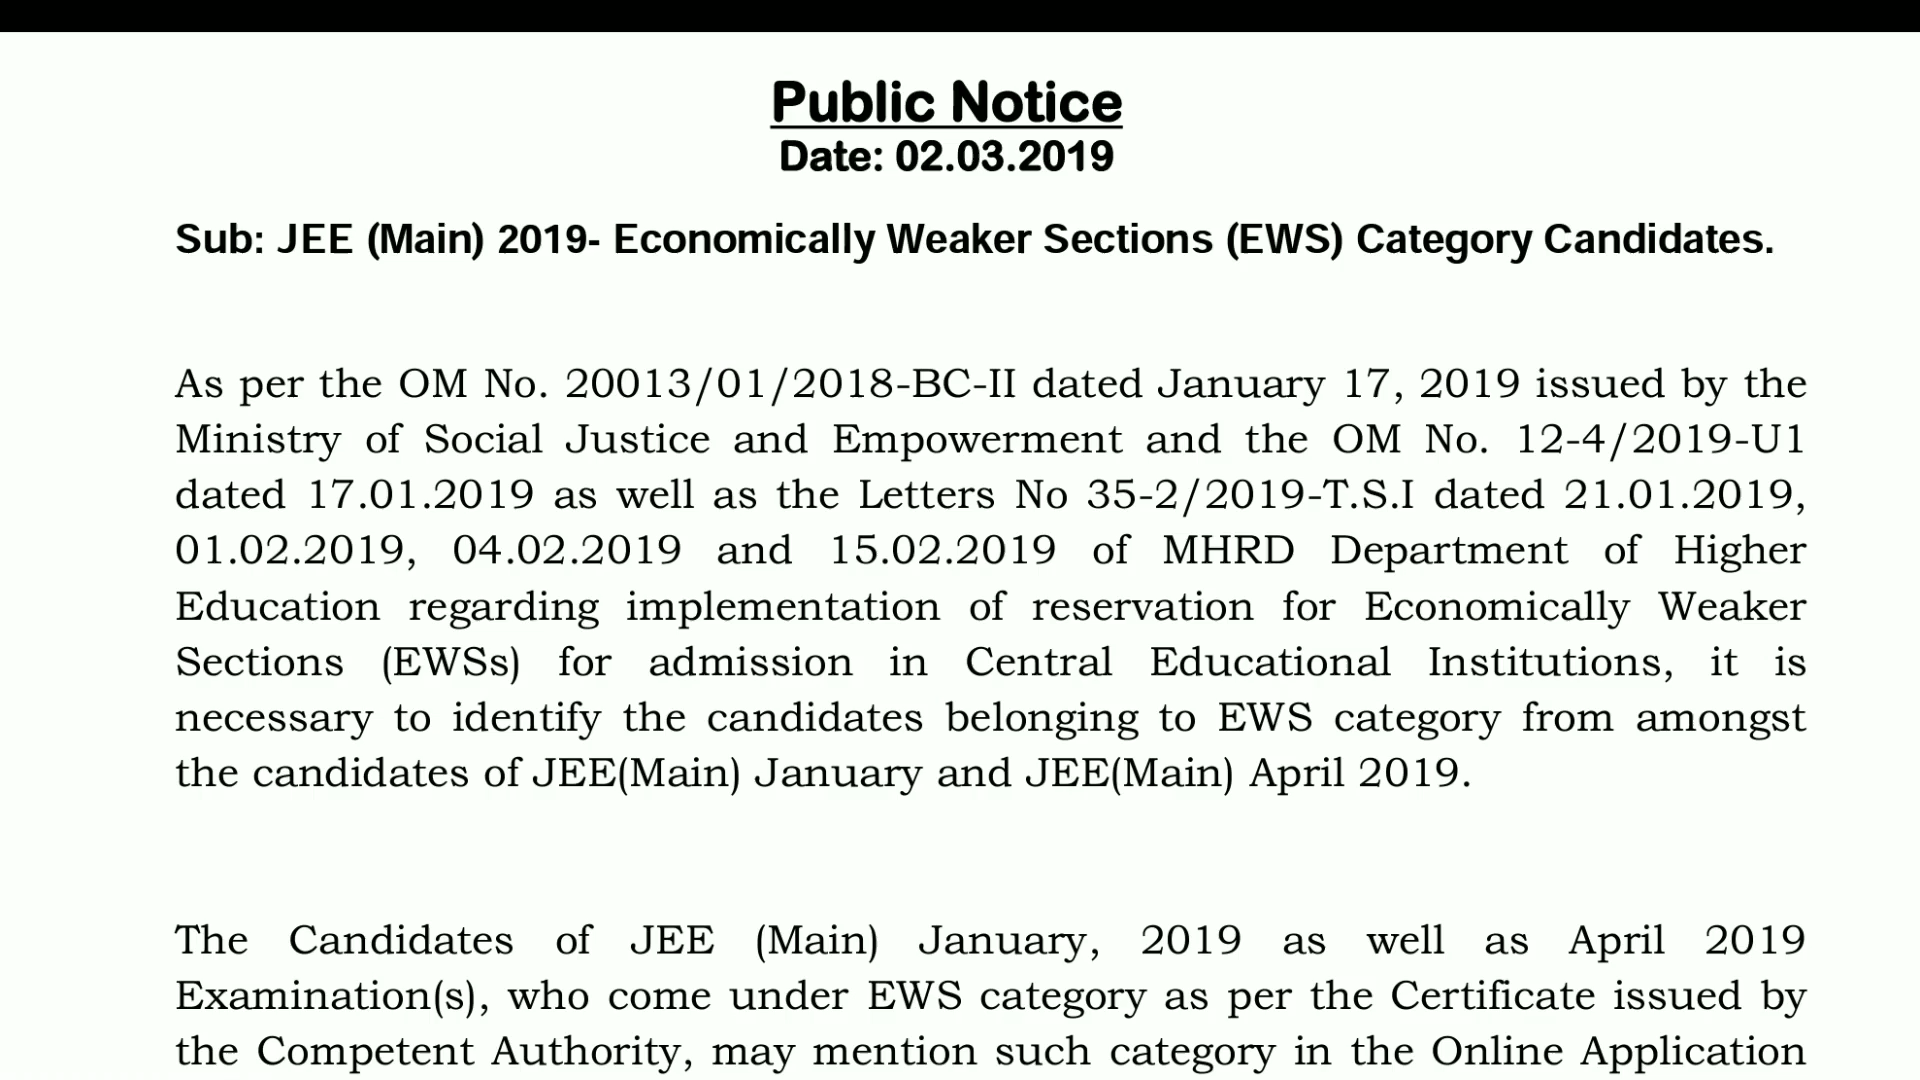 Public Notice
Date: 02.03.2019
Sub: JEE (Main) 2019- Economically Weaker Sections (EWS) Category Candidates.
As per the OM No. 20013/01/2018-BC-II dated January 17, 2019 issued by the
Ministry of Social Justice and Empowerment and the OM No. 12-4/2019-U1
dated 17.01.2019 as well as the Letters No 35-2/2019-T.S.I dated 21.01.2019,
01.02.2019, 04.02.2019 and 15.02.2019 of MHRD Department of Higher
Education regarding implementation of reservation for Economically Weaker
Sections (EWSs) for admission in Central Educational Institutions, it is
necessary to identify the candidates belonging to EWS category from amongst
the candidates of JEE(Main) January and JEE(Main) April 2019.
The Candidates of JEE (Main) January, 2019 as well as April 2019
Examination(s), who come under EWS category as per the Certificate issued by
the Competent Authority, may mention such category in the Online Application